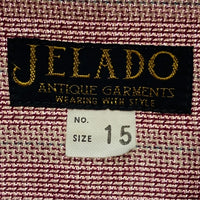 JELADO
ANTIQUE GARMENTS
WEARING WITH STYLE
NO.
SIZE 15